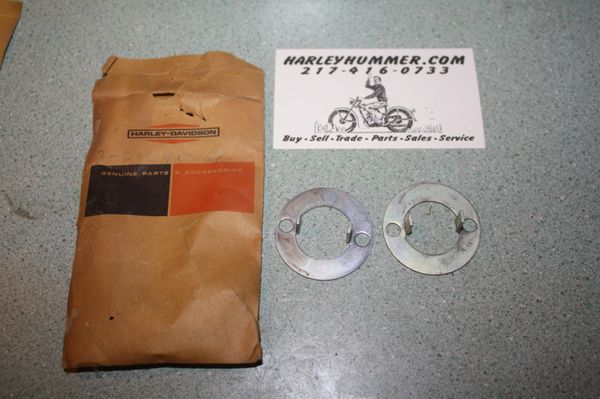 HARLEY-DAVIDSON
GENUINE PARTS & ACCESSORIES
HARLEYHUMMER.COM
217-416-0733
Buy - Sell - Trade - Parts - Sales - Service